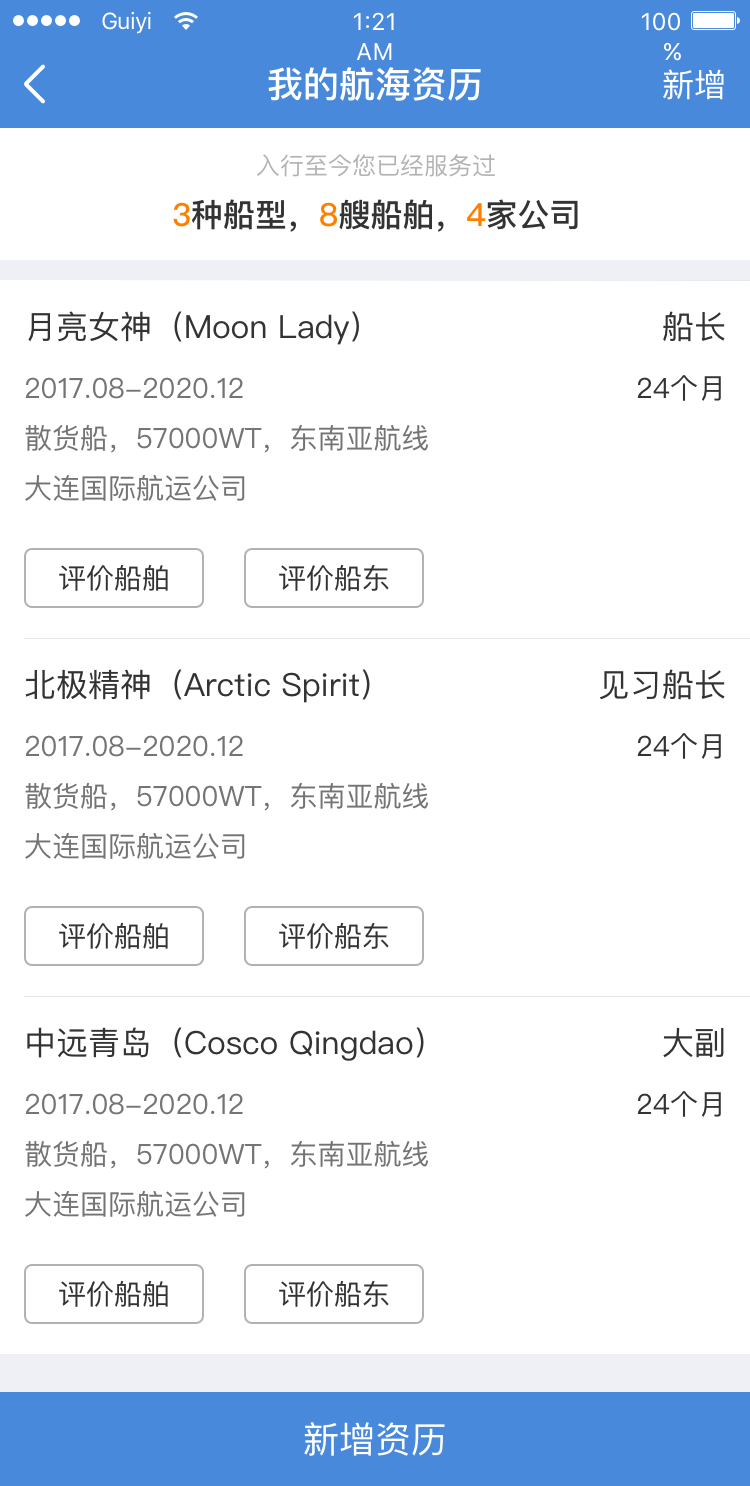 Guiyi 1:21 AM 100 %
我的航海资历 新增
入行至今您已经服务过
3种船型，8艘船舶，4家公司
月亮女神（Moon Lady） 船长
2017.08–2020.12 24个月
散货船，57000WT，东南亚航线
大连国际航运公司
评价船舶 评价船东
北极精神（Arctic Spirit） 见习船长
2017.08–2020.12 24个月
散货船，57000WT，东南亚航线
大连国际航运公司
评价船舶 评价船东
中远青岛（Cosco Qingdao） 大副
2017.08–2020.12 24个月
散货船，57000WT，东南亚航线
大连国际航运公司
评价船舶 评价船东
新增资历